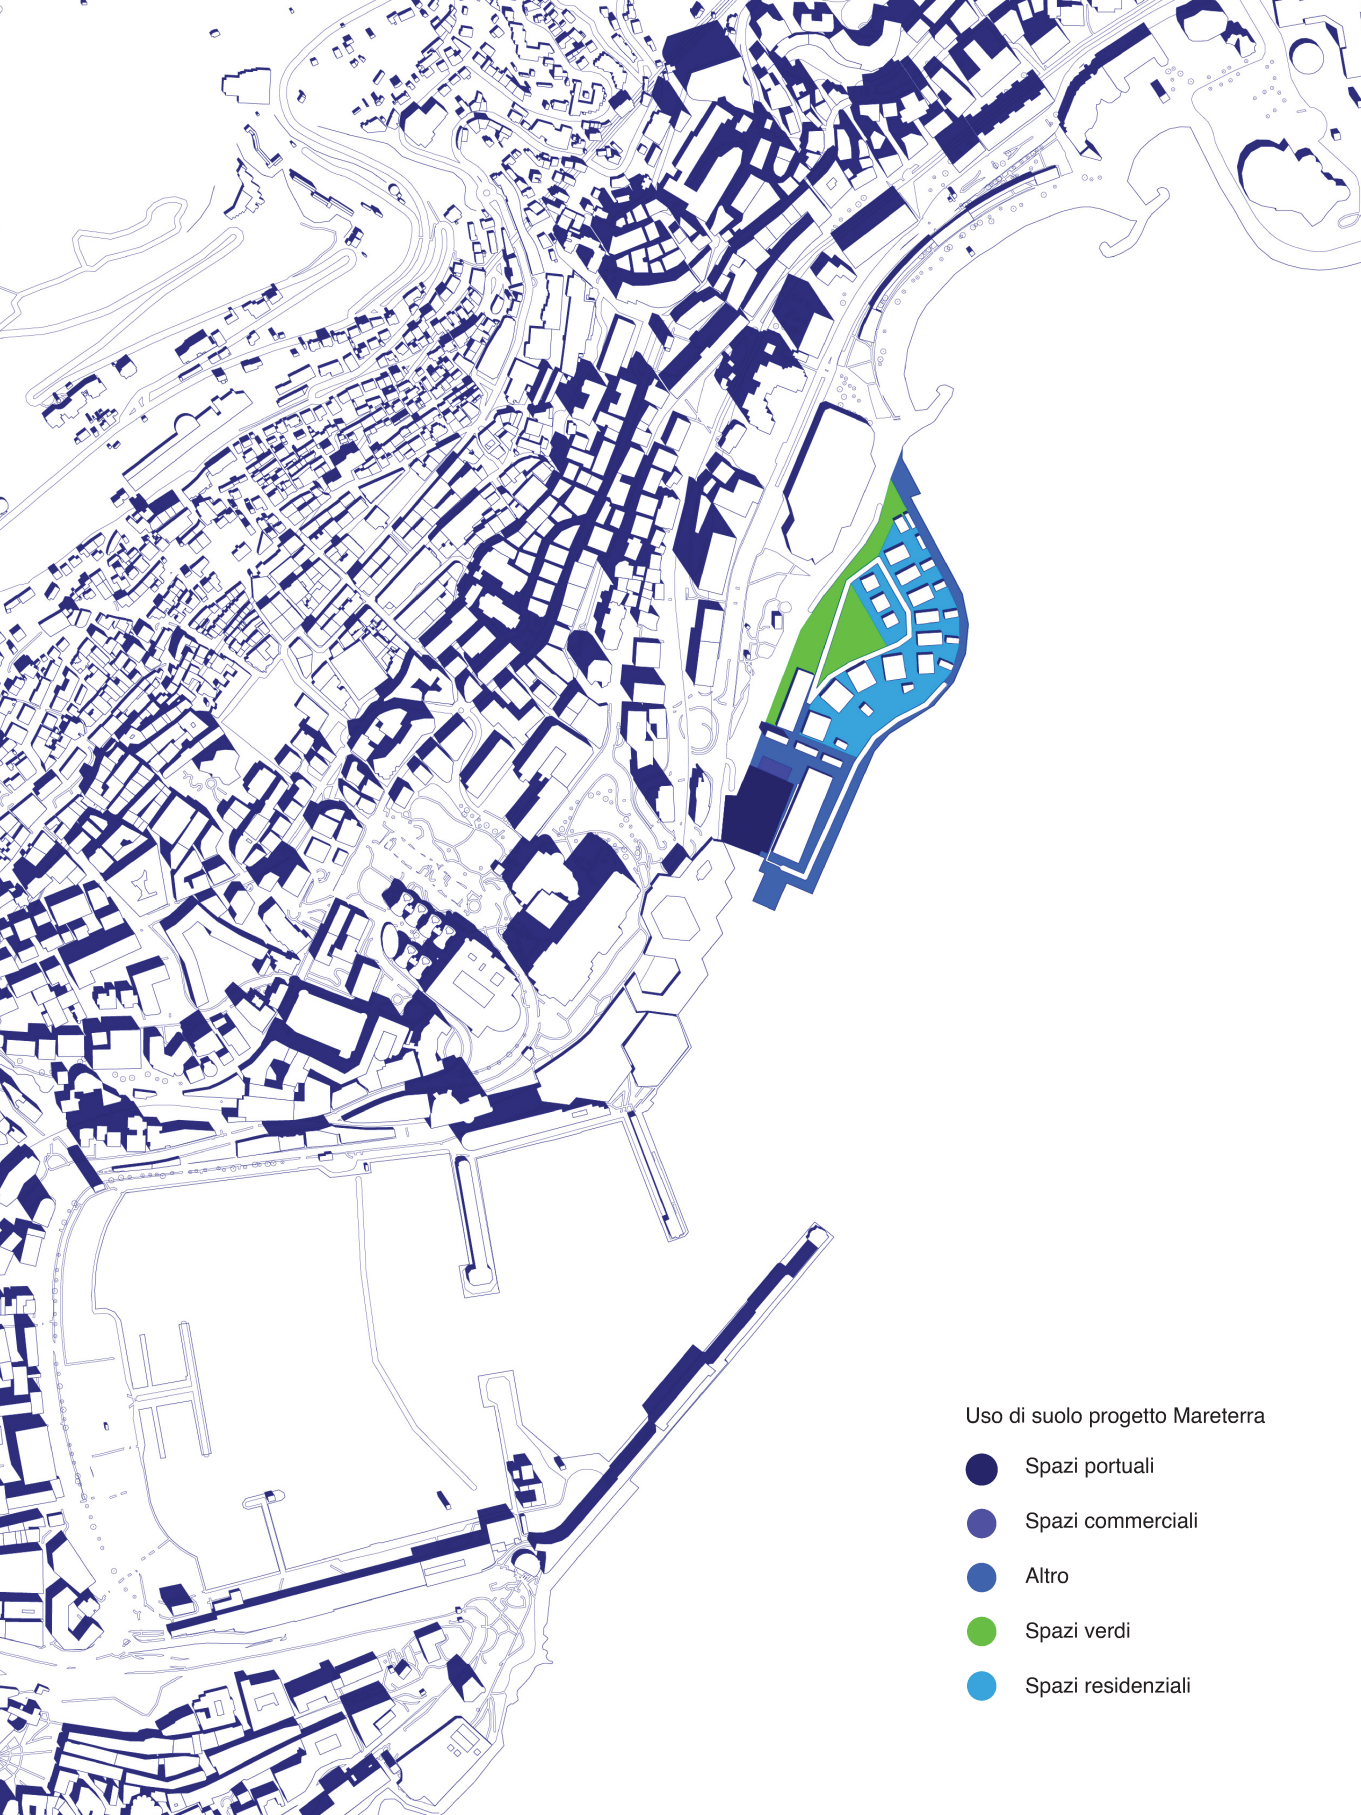 Uso di suolo progetto Mareterra
Spazi portuali
Spazi commerciali
Altro
Spazi verdi
Spazi residenziali